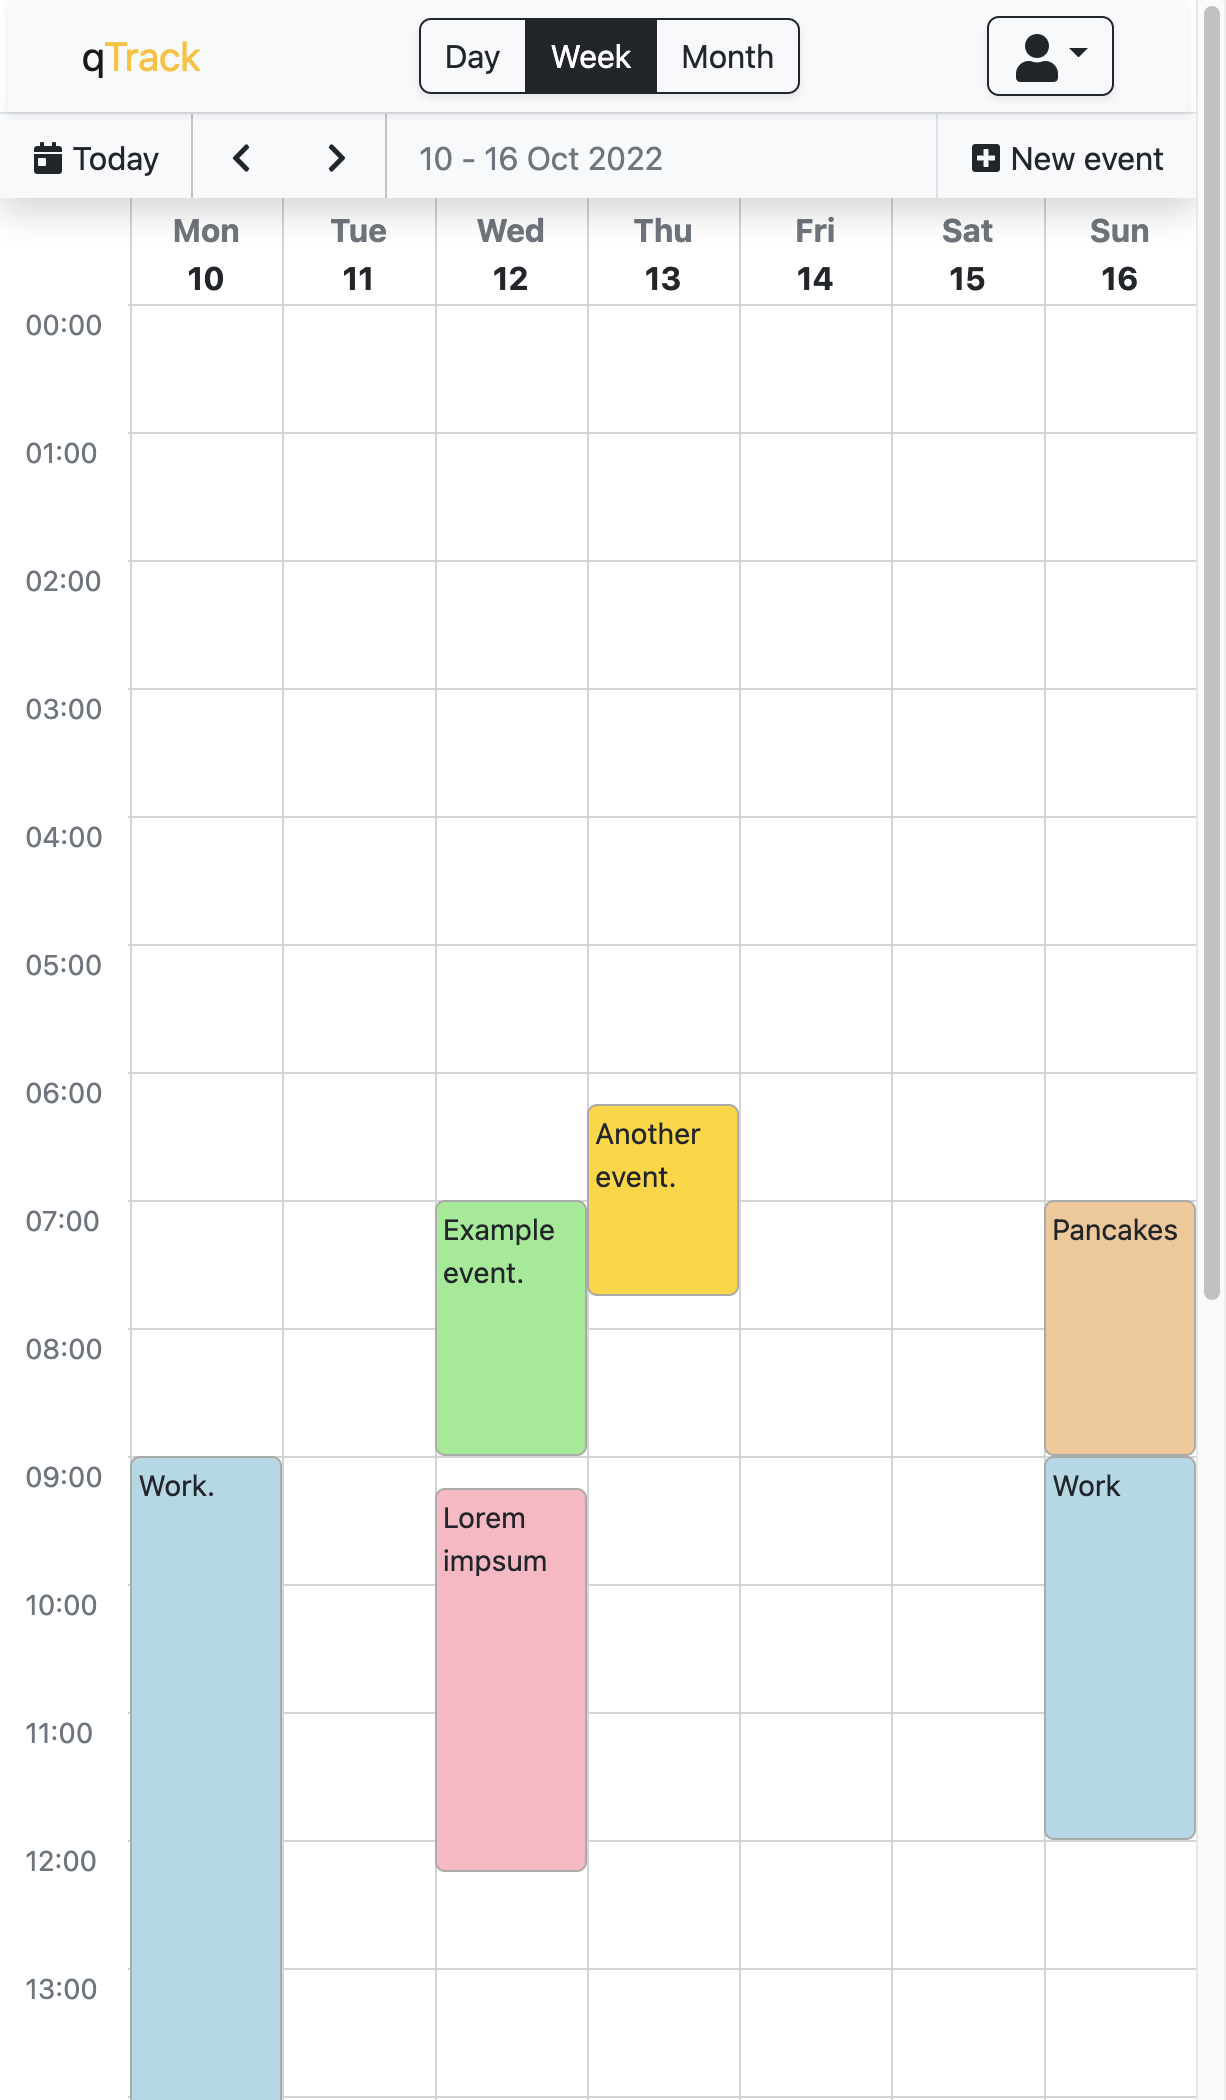 qTrack
Day Week Month
Today
10 - 16 Oct 2022
New event
Mon Tue Wed Thu Fri Sat Sun
10 11 12 13 14 15 16
00:00
01:00
02:00
03:00
04:00
05:00
06:00
Another
event.
07:00
Example
event.
Pancakes
08:00
09:00
Work.
Work
Lorem
impsum
10:00
11:00
12:00
13:00